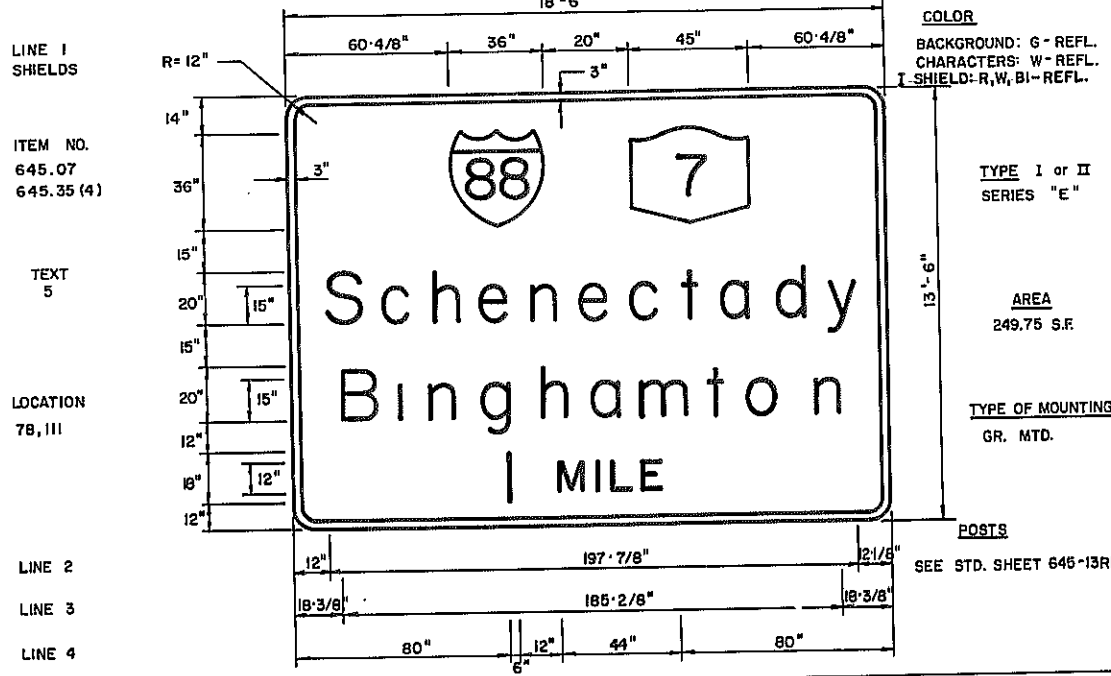 18'-6"
COLOR
LINE 1
SHIELDS
60·4/8" 36" 20" 45" 60·4/8"
BACKGROUND: G-REFL.
CHARACTERS: W-REFL.
I SHIELD: R, W, Bl-REFL.
R=12"
3"
14"
ITEM NO.
645.07
645.35 (4)
3"
36"
88
7
TYPE I or II
SERIES "E"
15"
TEXT
5
20"
15"
Schenectady
13'-6"
AREA
249.75 S.F.
15"
20"
15"
Binghamton
LOCATION
78,111
TYPE OF MOUNTING
GR. MTD.
12"
18"
12"
1 MILE
12"
POSTS
SEE STD. SHEET 645-13R
LINE 2
12" 197·7/8" 12 1/8"
LINE 3
18·3/8" 185·2/8" 18·3/8"
LINE 4
80" 6" 12" 44" 80"